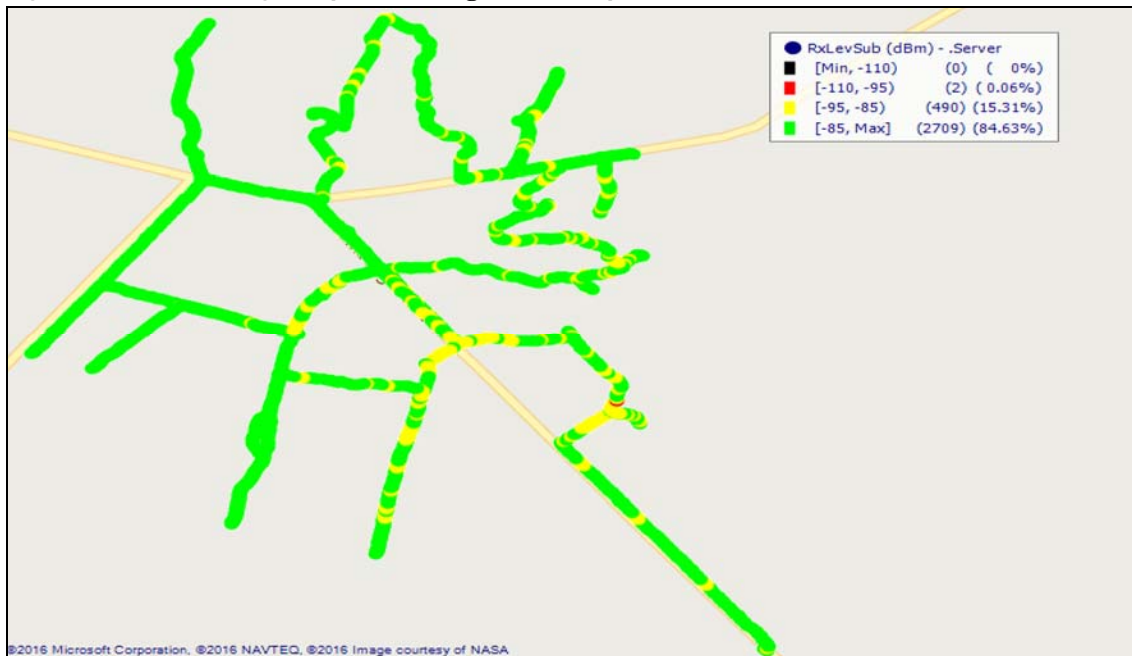 RxLevSub (dBm) - .Server
[Min, -110) (0) ( 0%)
[-110, -95) (2) ( 0.06%)
[-95, -85) (490) (15.31%)
[-85, Max] (2709) (84.63%)
©2016 Microsoft Corporation, ©2016 NAVTEQ, ©2016 Image courtesy of NASA